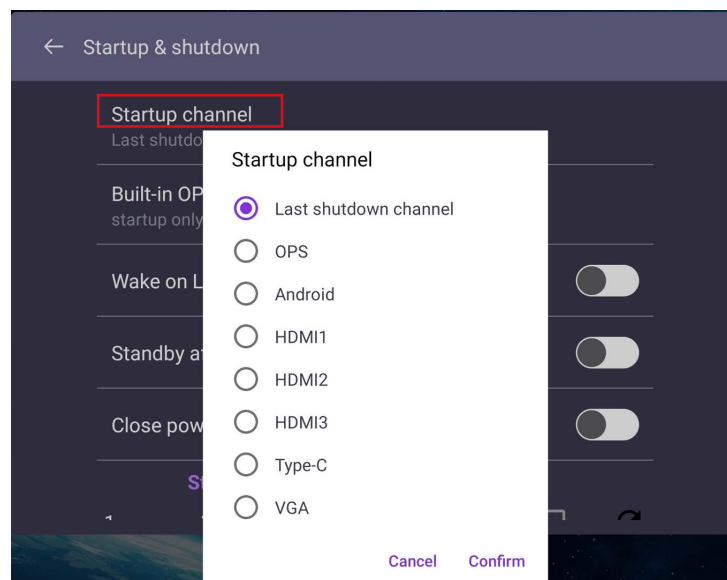 Startup & shutdown
Startup channel
Last shutdo
Built-in OP
startup only
Wake on L
Standby a
Close pow
Startup channel
Last shutdown channel
OPS
Android
HDMI1
HDMI2
HDMI3
Type-C
VGA
Cancel Confirm